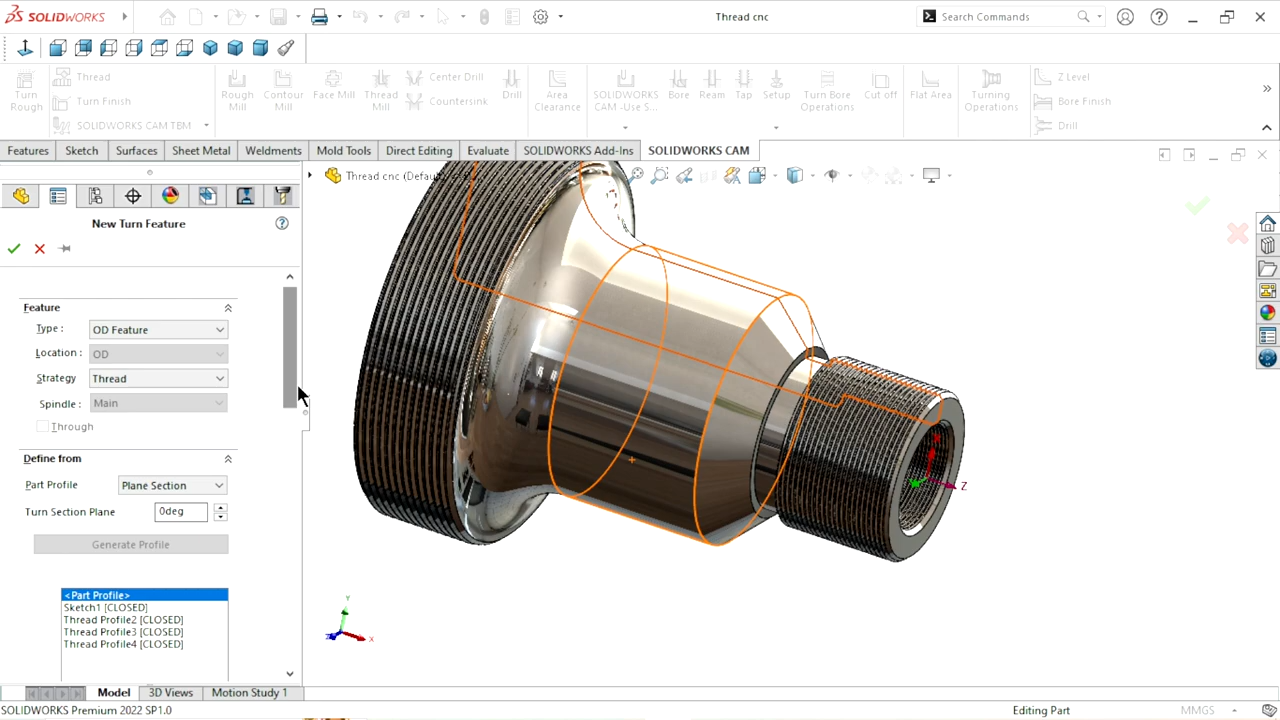 SOLIDWORKS
Thread cnc
Search Commands
Turn Rough
Thread
Turn Finish
SOLIDWORKS CAM TBM
Rough Mill
Contour Mill
Face Mill
Thread Mill
Center Drill
Countersink
Drill
Area Clearance
SOLIDWORKS CAM -Use S...
Bore
Ream
Tap
Setup
Turn Bore Operations
Cut off
Flat Area
Turning Operations
Z Level
Bore Finish
Drill
Features
Sketch
Surfaces
Sheet Metal
Weldments
Mold Tools
Direct Editing
Evaluate
SOLIDWORKS Add-Ins
SOLIDWORKS CAM
New Turn Feature
Thread cnc (Defau
Feature
Type : OD Feature
Location : OD
Strategy Thread
Spindle : Main
Through
Define from
Part Profile Plane Section
Turn Section Plane 0deg
Generate Profile
<Part Profile>
Sketch1 [CLOSED]
Thread Profile2 [CLOSED]
Thread Profile3 [CLOSED]
Thread Profile4 [CLOSED]
Z
Y
X
Z
Model
3D Views
Motion Study 1
SOLIDWORKS Premium 2022 SP1.0
Editing Part
MMGS